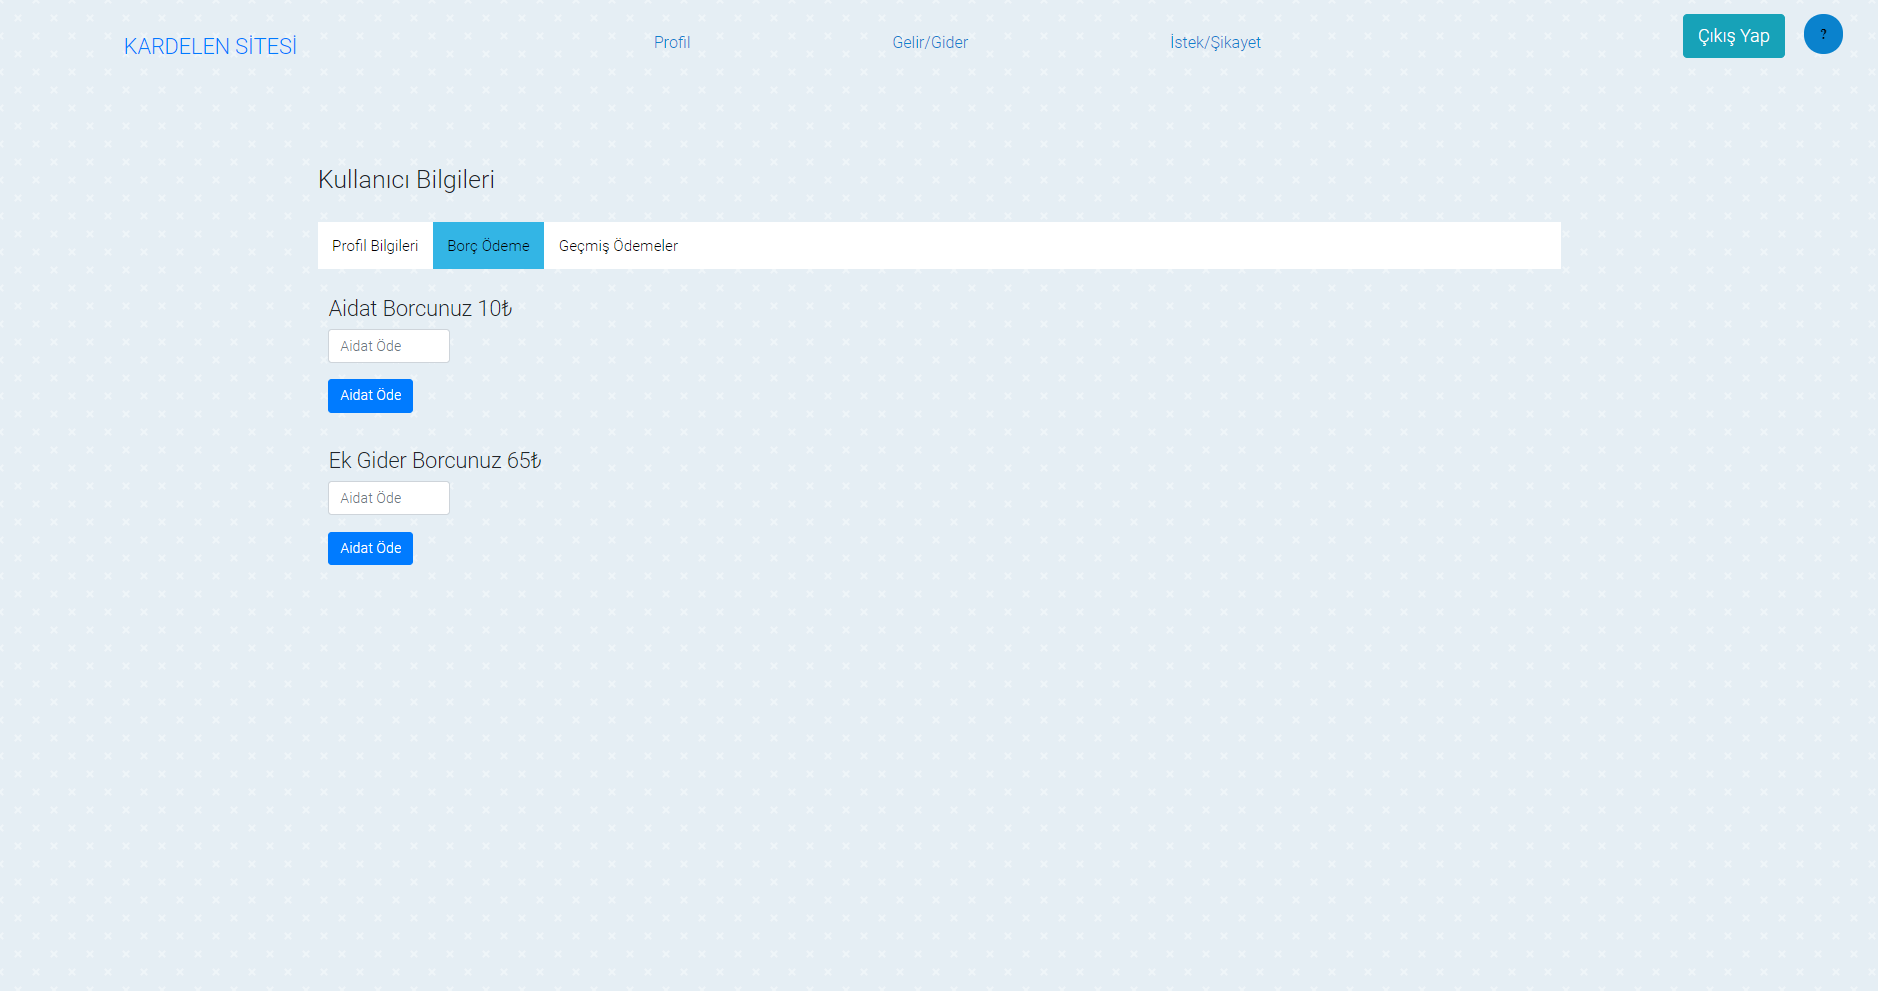 KARDELEN SİTESİ
Profil
Gelir/Gider
İstek/Şikayet
Çıkış Yap
?
Kullanıcı Bilgileri
Profil Bilgileri
Borç Ödeme
Geçmiş Ödemeler
Aidat Borcunuz 10₺
Aidat Öde
Aidat Öde
Ek Gider Borcunuz 65₺
Aidat Öde
Aidat Öde